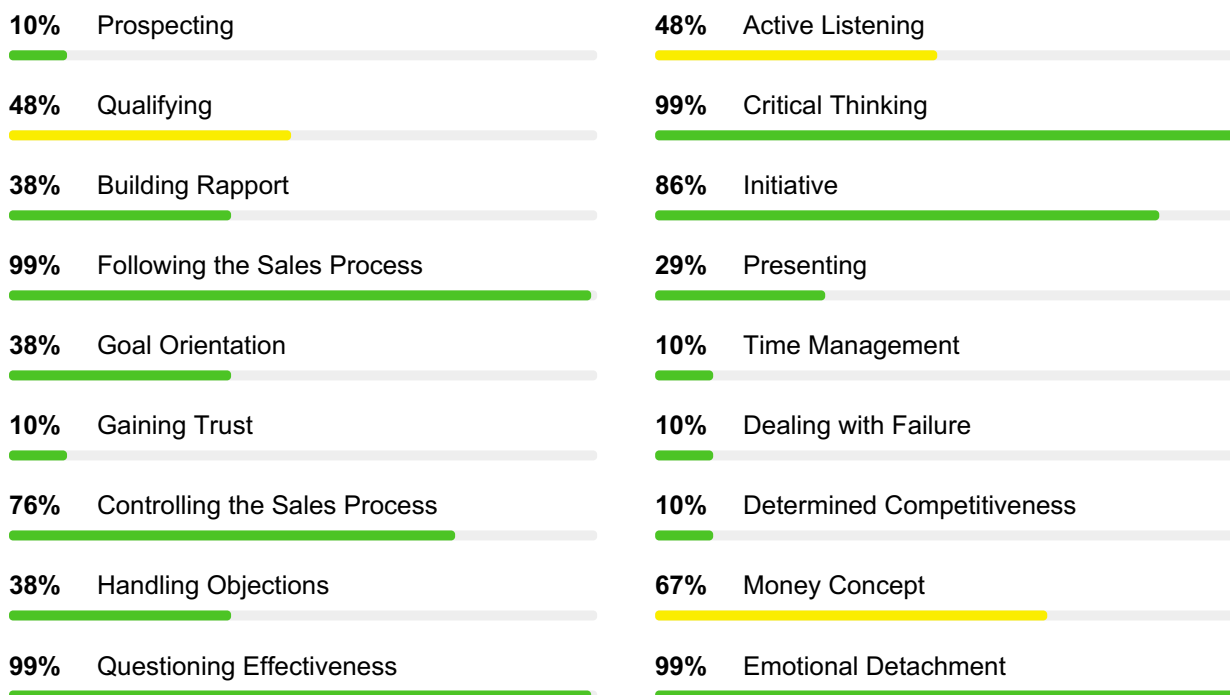 10% Prospecting
48% Qualifying
38% Building Rapport
99% Following the Sales Process
38% Goal Orientation
10% Gaining Trust
76% Controlling the Sales Process
38% Handling Objections
99% Questioning Effectiveness
48% Active Listening
99% Critical Thinking
86% Initiative
29% Presenting
10% Time Management
10% Dealing with Failure
10% Determined Competitiveness
67% Money Concept
99% Emotional Detachment